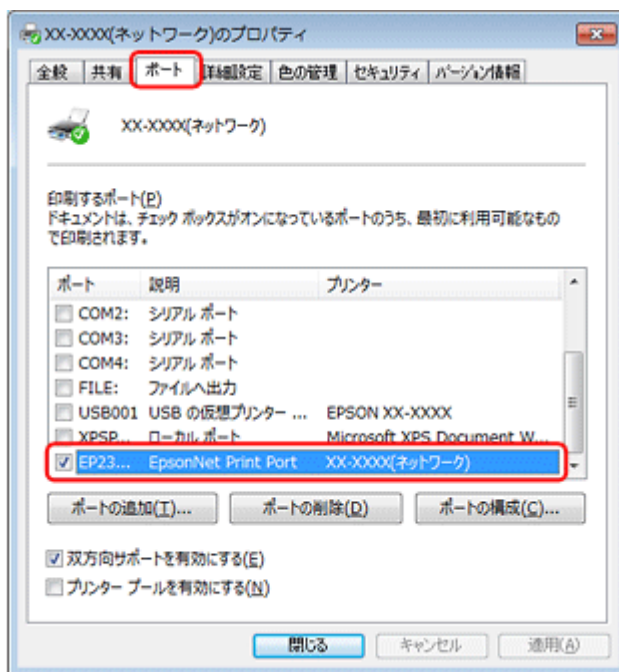 XX-XXXX(ネットワーク)のプロパティ
全般 共有 ポート 詳細設定 色の管理 セキュリティ バージョン情報
XX-XXXX(ネットワーク)
印刷するポート(P)
ドキュメントは、チェック ボックスがオンになっているポートのうち、最初に利用可能なもの
で印刷されます。
ポート 説明 プリンター
COM2: シリアル ポート
COM3: シリアル ポート
COM4: シリアル ポート
FILE: ファイルへ出力
USB001 USB の仮想プリンター ... EPSON XX-XXXX
XPSP... ローカル ポート Microsoft XPS Document W...
EP23... EpsonNet Print Port XX-XXXX(ネットワーク)
ポートの追加(T)... ポートの削除(D) ポートの構成(C)...
双方向サポートを有効にする(E)
プリンター プールを有効にする(N)
閉じる キャンセル 適用(A)